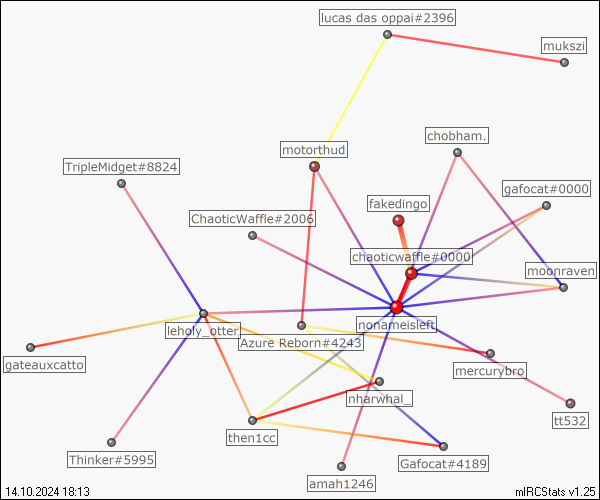 lucas das oppai#2396
mukszi
chobham.
motorthud
TripleMidget#8824
gafocat#0000
fakedingo
ChaoticWaffle#2006
chaoticwaffle#0000
moonraven
nonameisleft
leholy_otter
Azure Reborn#4243
gateauxcatto
mercurybro
nharwhal_
tt532
then1cc
Thinker#5995
Gafocat#4189
amah1246
14.10.2024 18:13
mIRCStats v1.25